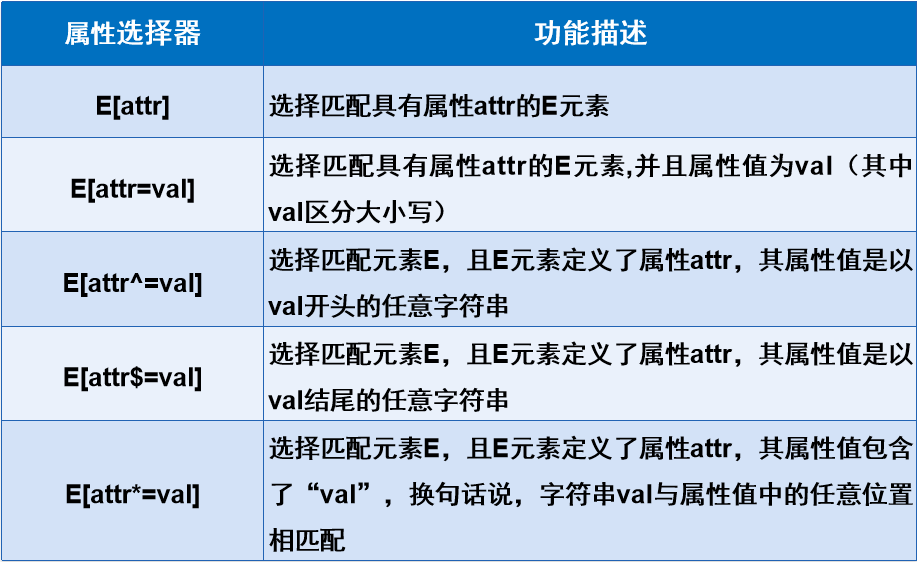 属性选择器
功能描述
E[attr]
选择匹配具有属性attr的E元素
E[attr=val]
选择匹配具有属性attr的E元素,并且属性值为val（其中
val区分大小写）
E[attr^=val]
选择匹配元素E，且E元素定义了属性attr，其属性值是以
val开头的任意字符串
E[attr$=val]
选择匹配元素E，且E元素定义了属性attr，其属性值是以
val结尾的任意字符串
E[attr*=val]
选择匹配元素E，且E元素定义了属性attr，其属性值包含
了“val”，换句话说，字符串val与属性值中的任意位置
相匹配